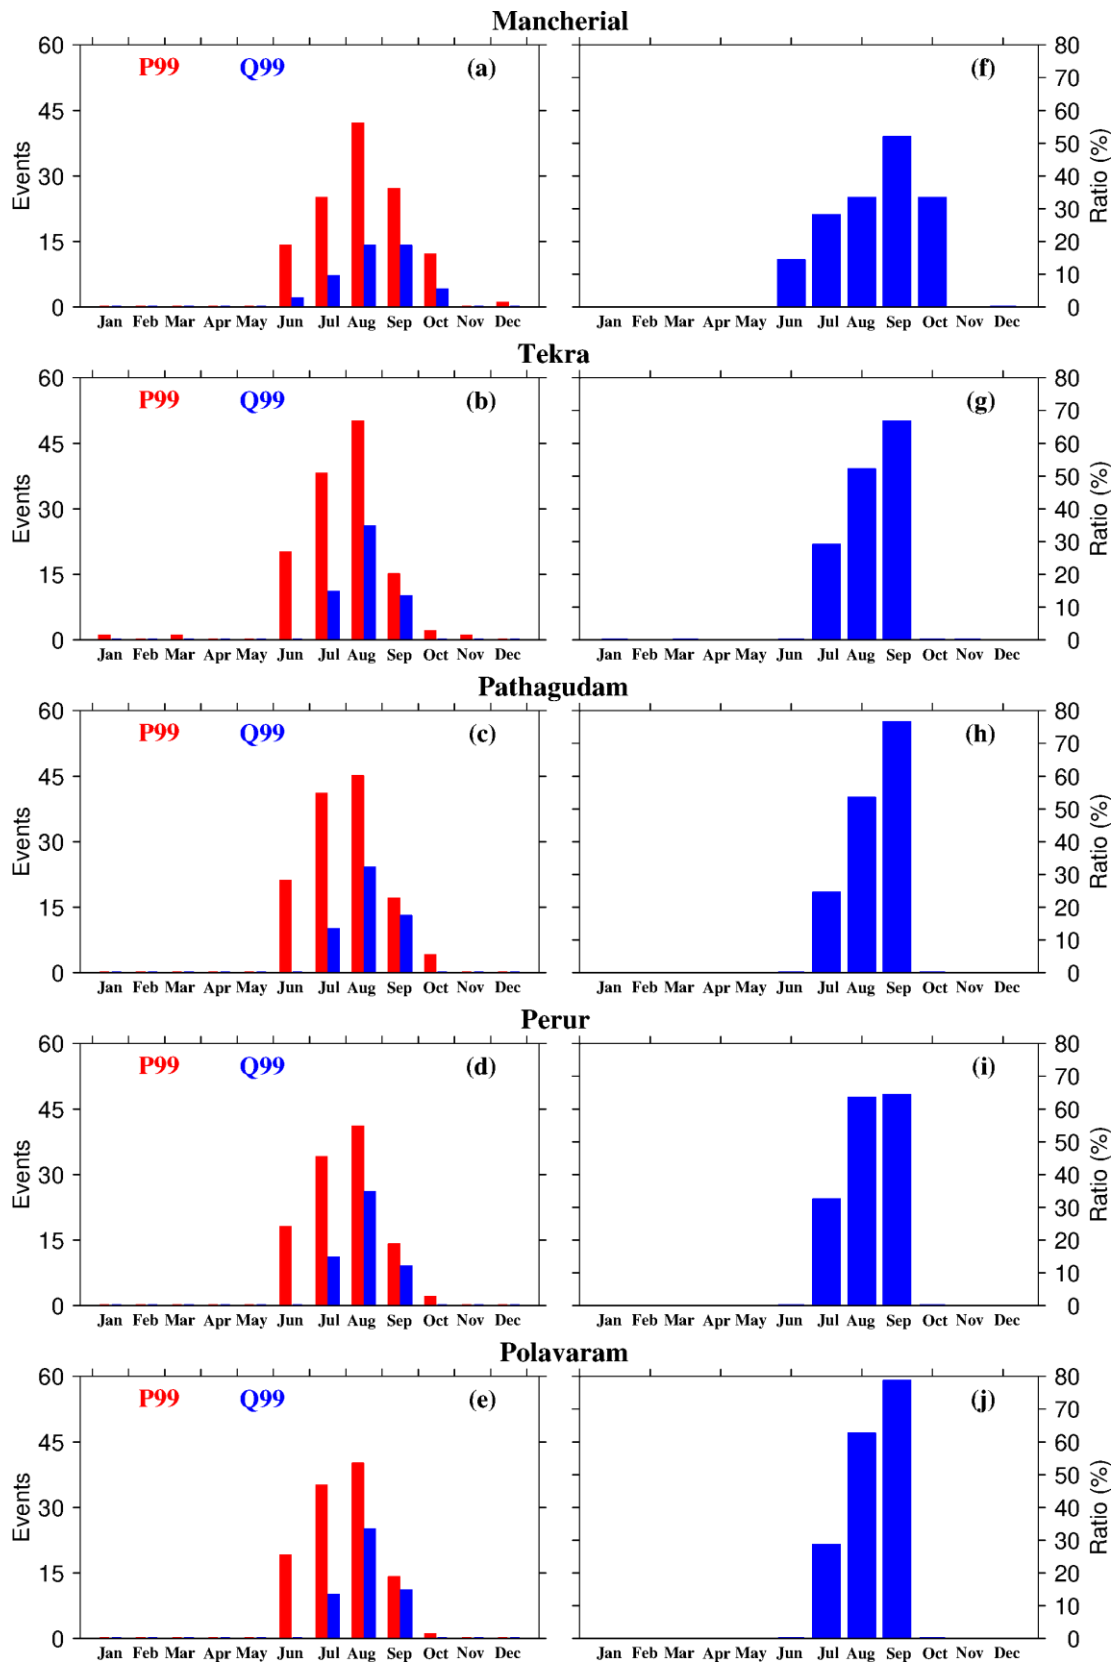 Mancherial
60 P99 Q99 (a) (f) 80
70
45 60
Events 50 Ratio (%)
30 40
30
15 20
10
0 0
Jan Feb Mar Apr May Jun Jul Aug Sep Oct Nov Dec Jan Feb Mar Apr May Jun Jul Aug Sep Oct Nov Dec
Tekra
60 P99 Q99 (b) (g) 80
70
45 60
Events 50 Ratio (%)
30 40
30
15 20
10
0 0
Jan Feb Mar Apr May Jun Jul Aug Sep Oct Nov Dec Jan Feb Mar Apr May Jun Jul Aug Sep Oct Nov Dec
Pathagudam
60 P99 Q99 (c) (h) 80
70
45 60
Events 50 Ratio (%)
30 40
30
15 20
10
0 0
Jan Feb Mar Apr May Jun Jul Aug Sep Oct Nov Dec Jan Feb Mar Apr May Jun Jul Aug Sep Oct Nov Dec
Perur
60 P99 Q99 (d) (i) 80
70
45 60
Events 50 Ratio (%)
30 40
30
15 20
10
0 0
Jan Feb Mar Apr May Jun Jul Aug Sep Oct Nov Dec Jan Feb Mar Apr May Jun Jul Aug Sep Oct Nov Dec
Polavaram
60 P99 Q99 (e) (j) 80
70
45 60
Events 50 Ratio (%)
30 40
30
15 20
10
0 0
Jan Feb Mar Apr May Jun Jul Aug Sep Oct Nov Dec Jan Feb Mar Apr May Jun Jul Aug Sep Oct Nov Dec